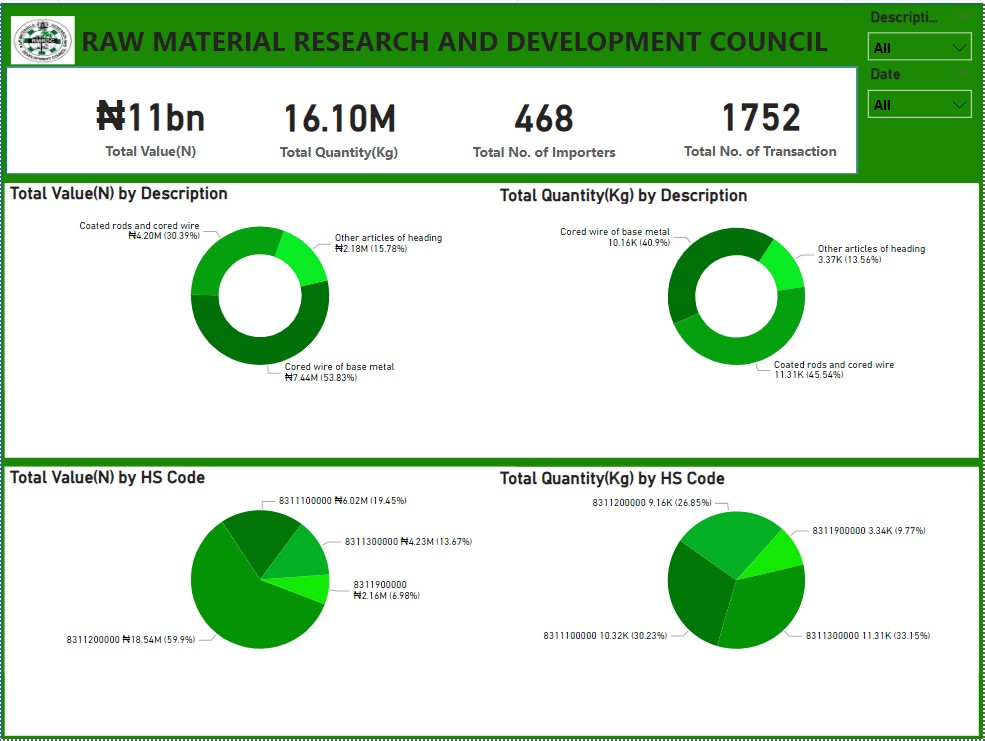 RAW MATERIAL RESEARCH AND DEVELOPMENT COUNCIL
Descripti...
All
Date
All
₦11bn
Total Value(N)
16.10M
Total Quantity(Kg)
468
Total No. of Importers
1752
Total No. of Transaction
Total Value(N) by Description
Coated rods and cored wire
₦4.20M (30.39%)
Other articles of heading
₦2.18M (15.78%)
Cored wire of base metal
₦7.44M (53.83%)
Total Quantity(Kg) by Description
Cored wire of base metal
10.16K (40.9%)
Other articles of heading
3.37K (13.56%)
Coated rods and cored wire
11.31K (45.54%)
Total Value(N) by HS Code
8311100000 ₦6.02M (19.45%)
8311300000 ₦4.23M (13.67%)
8311900000
₦2.16M (6.98%)
8311200000 ₦18.54M (59.9%)
Total Quantity(Kg) by HS Code
8311200000 9.16K (26.85%)
8311900000 3.34K (9.77%)
8311100000 10.32K (30.23%)
8311300000 11.31K (33.15%)